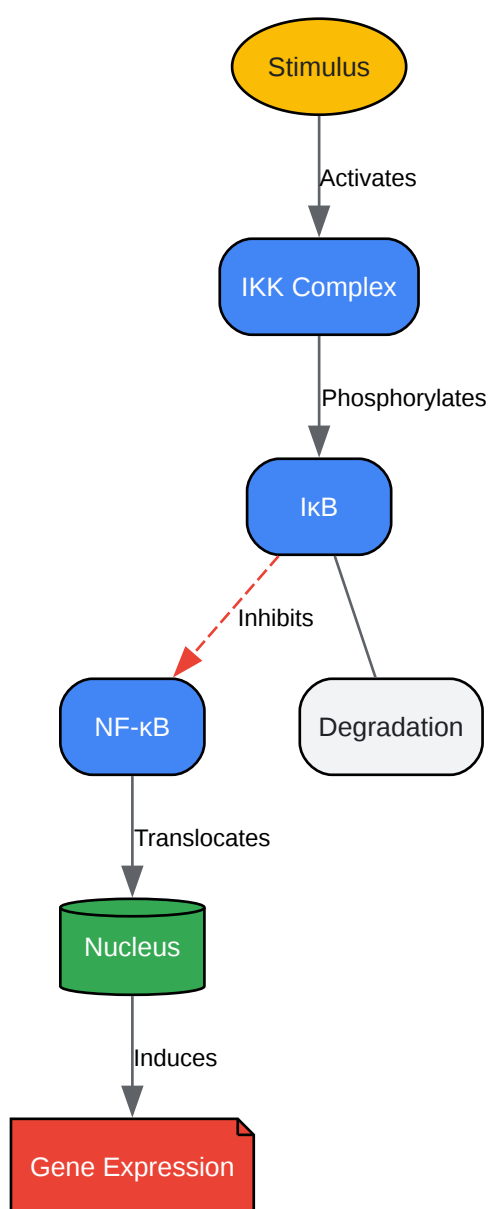 Stimulus
Activates
IKK Complex
Phosphorylates
IκB
Inhibits
NF-κB
Degradation
Translocates
Nucleus
Induces
Gene Expression